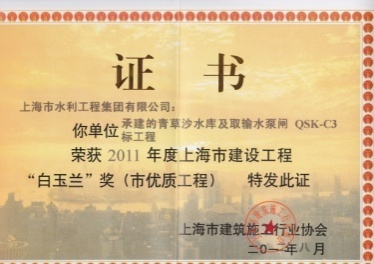 证书
上海市水利工程集团有限公司：
你单位承建的青草沙水库及取输水泵闸 QSK-C3
标工程
荣获 2011 年度上海市建设工程
“白玉兰”奖（市优质工程） 特发此证
上海市建筑施工行业协会
二〇一一年八月